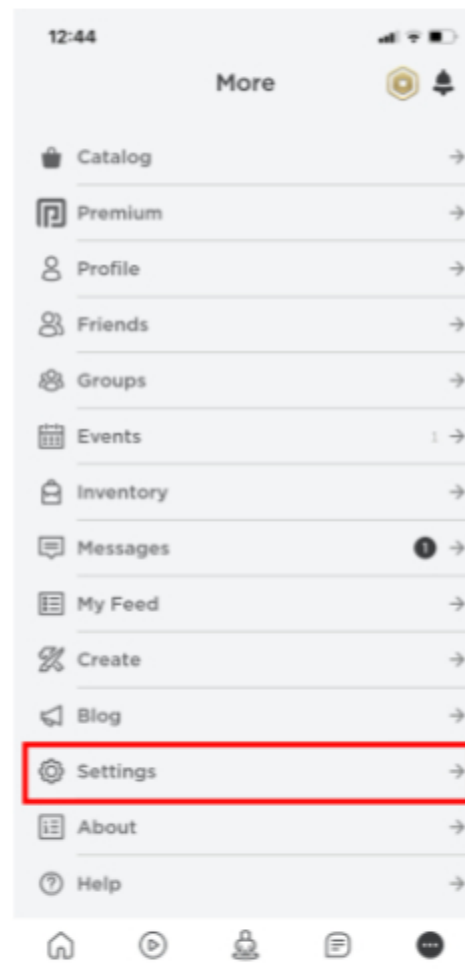 12:44
More
Catalog
Premium
Profile
Friends
Groups
Events 1
Inventory
Messages 1
My Feed
Create
Blog
Settings
About
Help